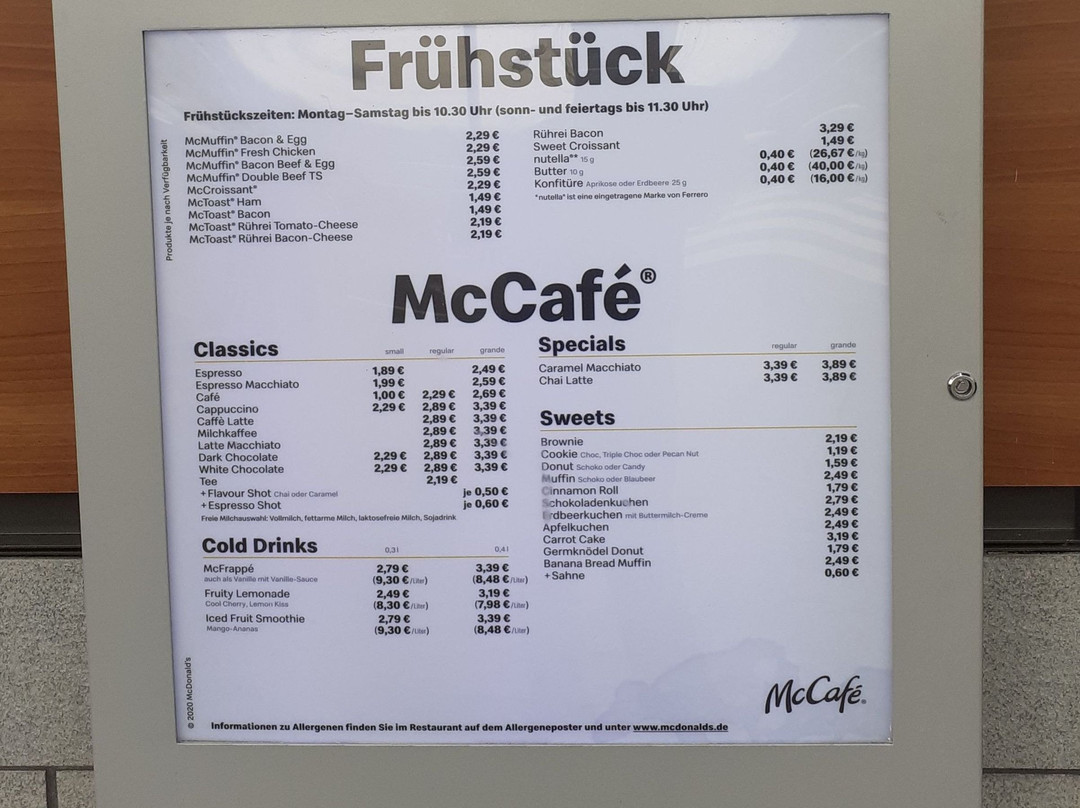 Frühstück
Frühstückszeiten: Montag–Samstag bis 10.30 Uhr (sonn- und feiertags bis 11.30 Uhr)
Produkte je nach Verfügbarkeit
McMuffin® Bacon & Egg 2,29 €
McMuffin® Fresh Chicken 2,29 €
McMuffin® Bacon Beef & Egg 2,59 €
McMuffin® Double Beef TS 2,59 €
McCroissant® 2,29 €
McToast® Ham 1,49 €
McToast® Bacon 1,49 €
McToast® Rührei Tomato-Cheese 2,19 €
McToast® Rührei Bacon-Cheese 2,19 €
Rührei Bacon 3,29 €
Sweet Croissant 1,49 €
nutella®* 15 g 0,40 € (26,67 €/kg)
Butter 10 g 0,40 € (40,00 €/kg)
Konfitüre Aprikose oder Erdbeere 25 g 0,40 € (16,00 €/kg)
*nutella® ist eine eingetragene Marke von Ferrero
McCafé®
Classics small regular grande
Espresso 1,89 € 2,49 €
Espresso Macchiato 1,99 € 2,59 €
Café 1,00 € 2,29 € 2,69 €
Cappuccino 2,29 € 2,89 € 3,39 €
Caffè Latte 2,89 € 3,39 €
Milchkaffee 2,89 € 3,39 €
Latte Macchiato 2,89 € 3,39 €
Dark Chocolate 2,29 € 2,89 € 3,39 €
White Chocolate 2,29 € 2,89 € 3,39 €
Tee 2,19 €
+Flavour Shot Chai oder Caramel je 0,50 €
+Espresso Shot je 0,60 €
Freie Milchauswahl: Vollmilch, fettarme Milch, laktosefreie Milch, Sojadrink
Cold Drinks 0,3l 0,4l
McFrappé 2,79 € 3,39 €
auch als Vanille mit Vanille-Sauce (9,30 €/Liter) (8,48 €/Liter)
Fruity Lemonade 2,49 € 3,19 €
Cool Cherry, Lemon Kiss (8,30 €/Liter) (7,98 €/Liter)
Iced Fruit Smoothie 2,79 € 3,39 €
Mango-Ananas (9,30 €/Liter) (8,48 €/Liter)
Specials regular grande
Caramel Macchiato 3,39 € 3,89 €
Chai Latte 3,39 € 3,89 €
Sweets
Brownie 2,19 €
Cookie Choc, Triple Choc oder Pecan Nut 1,19 €
Donut Schoko oder Candy 1,59 €
Muffin Schoko oder Blaubeer 2,49 €
Cinnamon Roll 1,79 €
Schokoladenkuchen 2,79 €
Erdbeerkuchen mit Buttermilch-Creme 2,49 €
Apfelkuchen 2,49 €
Carrot Cake 3,19 €
Germknödel Donut 1,79 €
Banana Bread Muffin 2,49 €
+Sahne 0,60 €
© 2020 McDonald's
McCafé®
Informationen zu Allergenen finden Sie im Restaurant auf dem Allergeneposter und unter www.mcdonalds.de